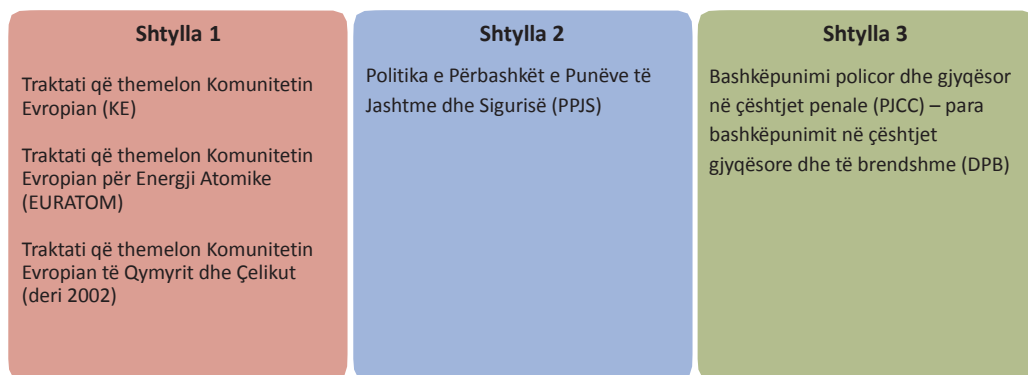 Shtylla 1
Traktati që themelon Komunitetin
Evropian (KE)
Traktati që themelon Komunitetin
Evropian për Energji Atomike
(EURATOM)
Traktati që themelon Komunitetin
Evropian të Qymyrit dhe Çelikut
(deri 2002)
Shtylla 2
Politika e Përbashkët e Punëve të
Jashtme dhe Sigurisë (PPJS)
Shtylla 3
Bashkëpunimi policor dhe gjyqësor
në çështjet penale (PJCC) – para
bashkëpunimit në çështjet
gjyqësore dhe të brendshme (DPB)